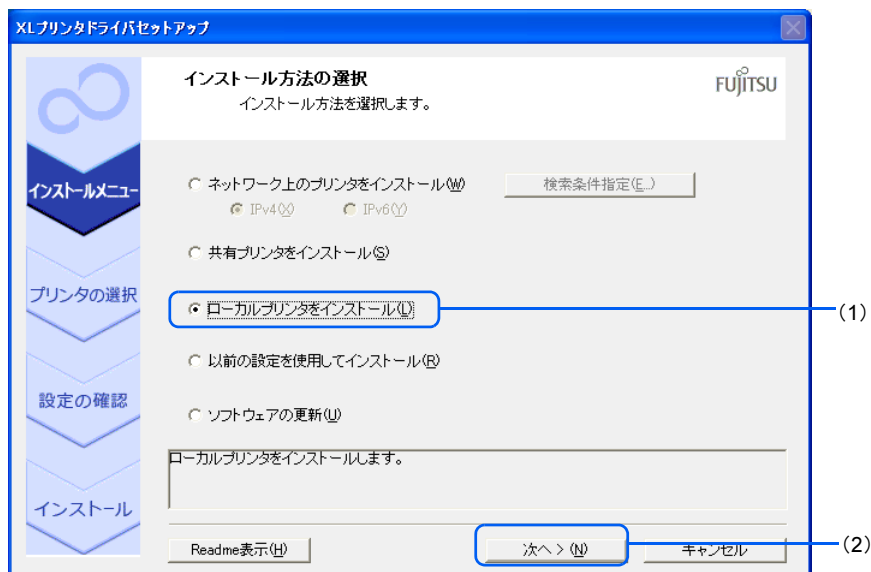 XLプリンタドライバセットアップ
インストール方法の選択
インストール方法を選択します。
FUJITSU
インストールメニュー
プリンタの選択
設定の確認
インストール
ネットワーク上のプリンタをインストール(W)
検索条件指定(E...)
IPv4(X)
IPv6(Y)
共有プリンタをインストール(S)
ローカルプリンタをインストール(L)
(1)
以前の設定を使用してインストール(R)
ソフトウェアの更新(U)
ローカルプリンタをインストールします。
Readme表示(H)
次へ > (N)
キャンセル
(2)